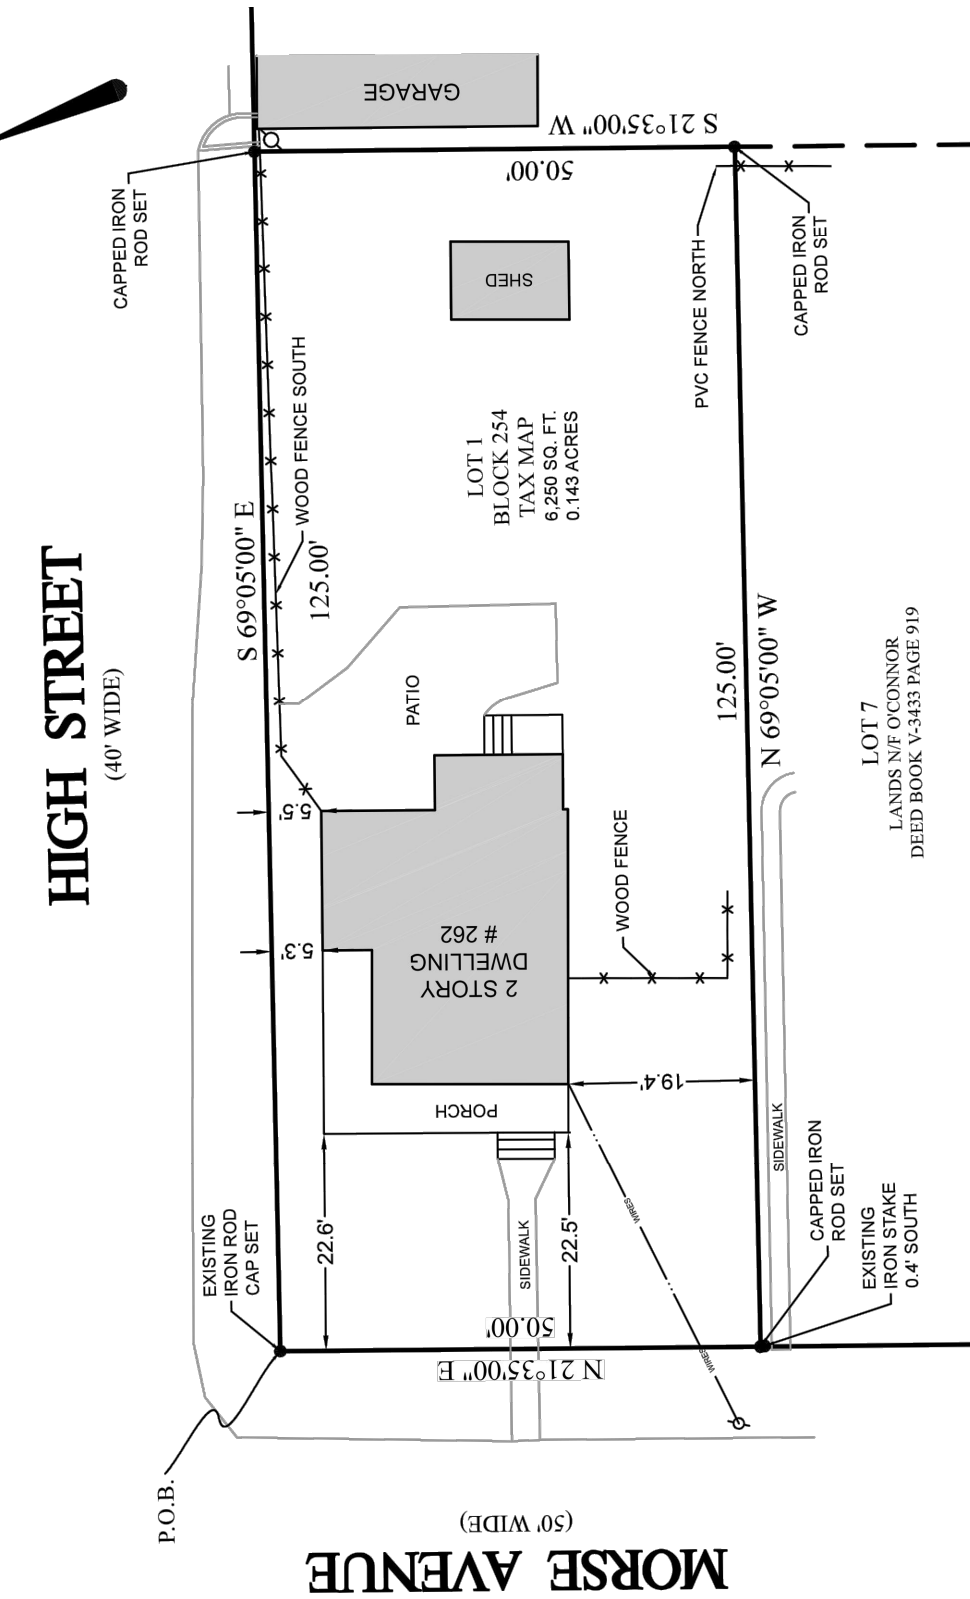 GARAGE
S 21°35'00" W
50.00'
CAPPED IRON
ROD SET
SHED
PVC FENCE NORTH
CAPPED IRON
ROD SET
WOOD FENCE SOUTH
LOT 1
BLOCK 254
TAX MAP
6,250 SQ. FT.
0.143 ACRES
S 69°05'00" E
125.00'
HIGH STREET
(40' WIDE)
PATIO
125.00'
N 69°05'00" W
LOT 7
LANDS N/F O'CONNOR
DEED BOOK V-3433 PAGE 919
5.5'
5.3'
2 STORY
DWELLING
# 262
WOOD FENCE
19.4'
PORCH
SIDEWALK
CAPPED IRON
ROD SET
EXISTING
IRON STAKE
0.4' SOUTH
EXISTING
IRON ROD
CAP SET
22.6'
SIDEWALK
22.5'
WIRES
WIRES
50.00'
N 21°35'00" E
P.O.B.
(50' WIDE)
MORSE AVENUE